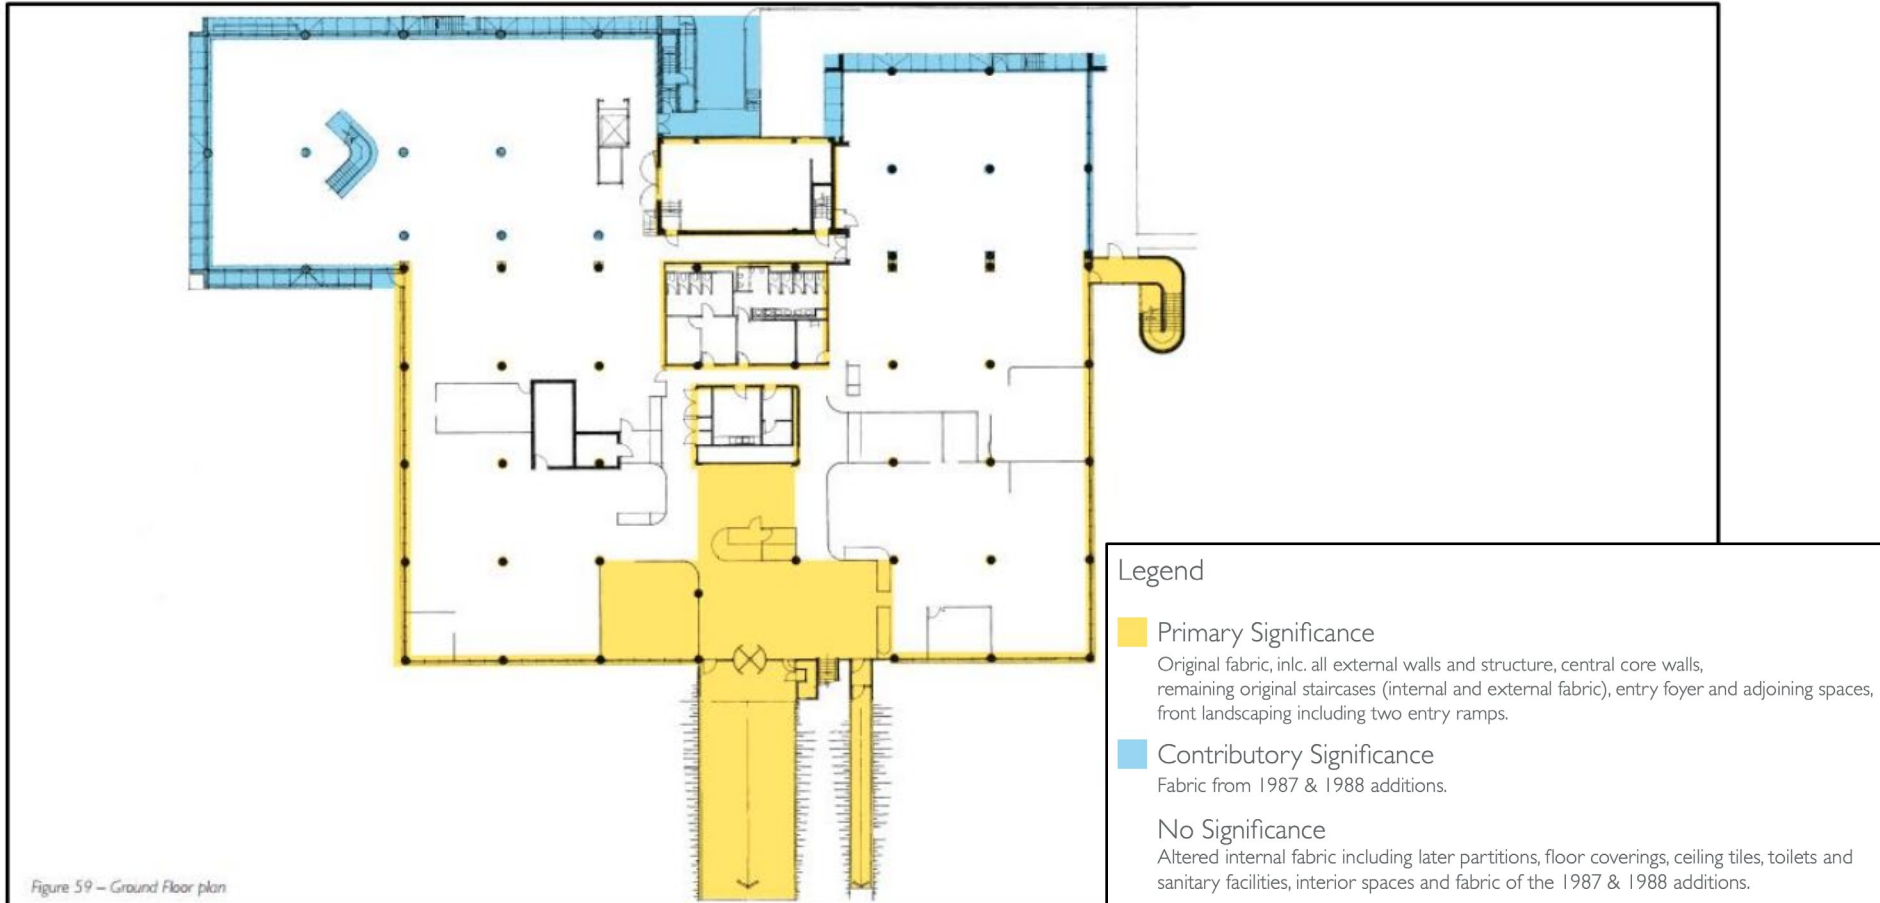 Legend
Primary Significance
Original fabric, inlc. all external walls and structure, central core walls,
remaining original staircases (internal and external fabric), entry foyer and adjoining spaces,
front landscaping including two entry ramps.
Contributory Significance
Fabric from 1987 & 1988 additions.
No Significance
Altered internal fabric including later partitions, floor coverings, ceiling tiles, toilets and
sanitary facilities, interior spaces and fabric of the 1987 & 1988 additions.
Figure 59 – Ground Floor plan